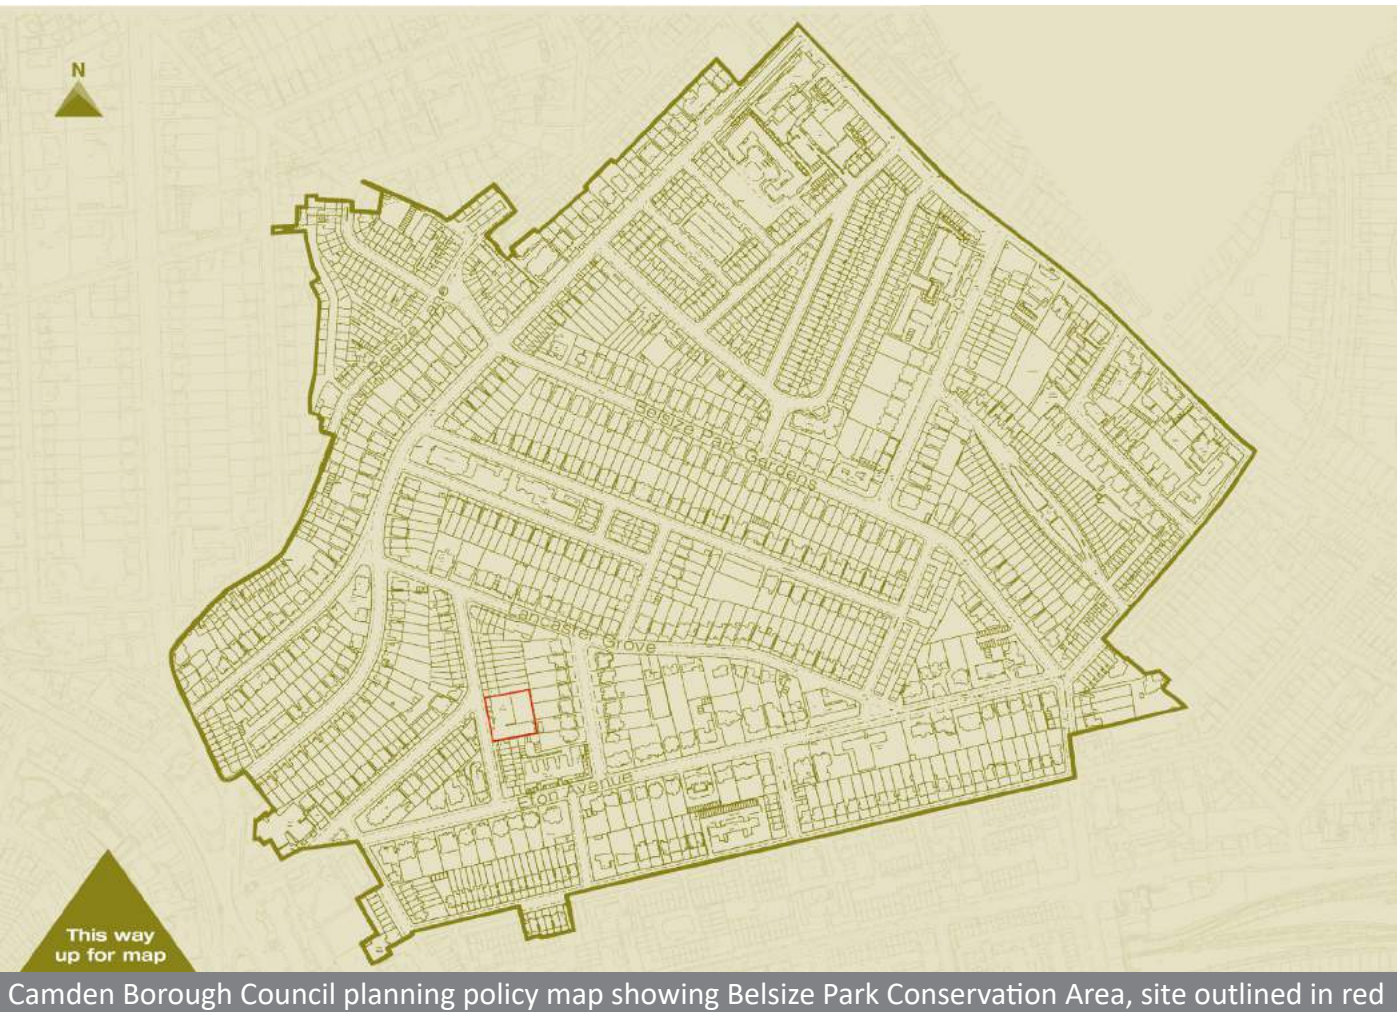 N
Belsize Park Gardens
Lancaster Grove
Eton Avenue
This way
up for map
Camden Borough Council planning policy map showing Belsize Park Conservation Area, site outlined in red